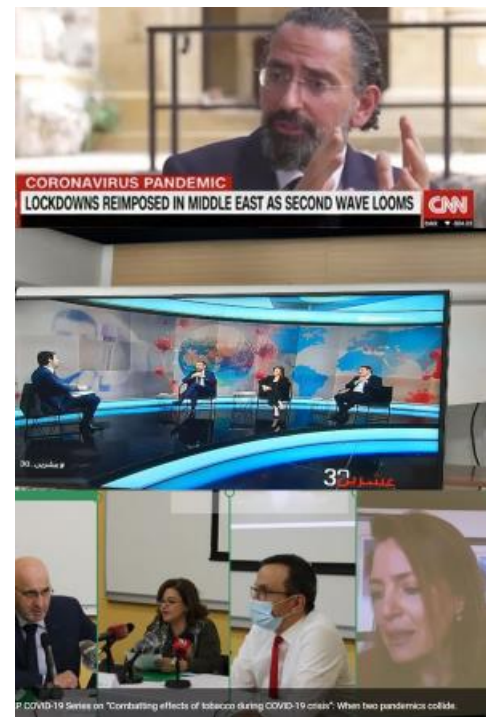 CORONAVIRUS PANDEMIC
LOCKDOWNS REIMPOSED IN MIDDLE EAST AS SECOND WAVE LOOMS
CNN
عشرين 30
P COVID-19 Series on "Combatting effects of tobacco during COVID-19 crisis": When two pandemics collide.